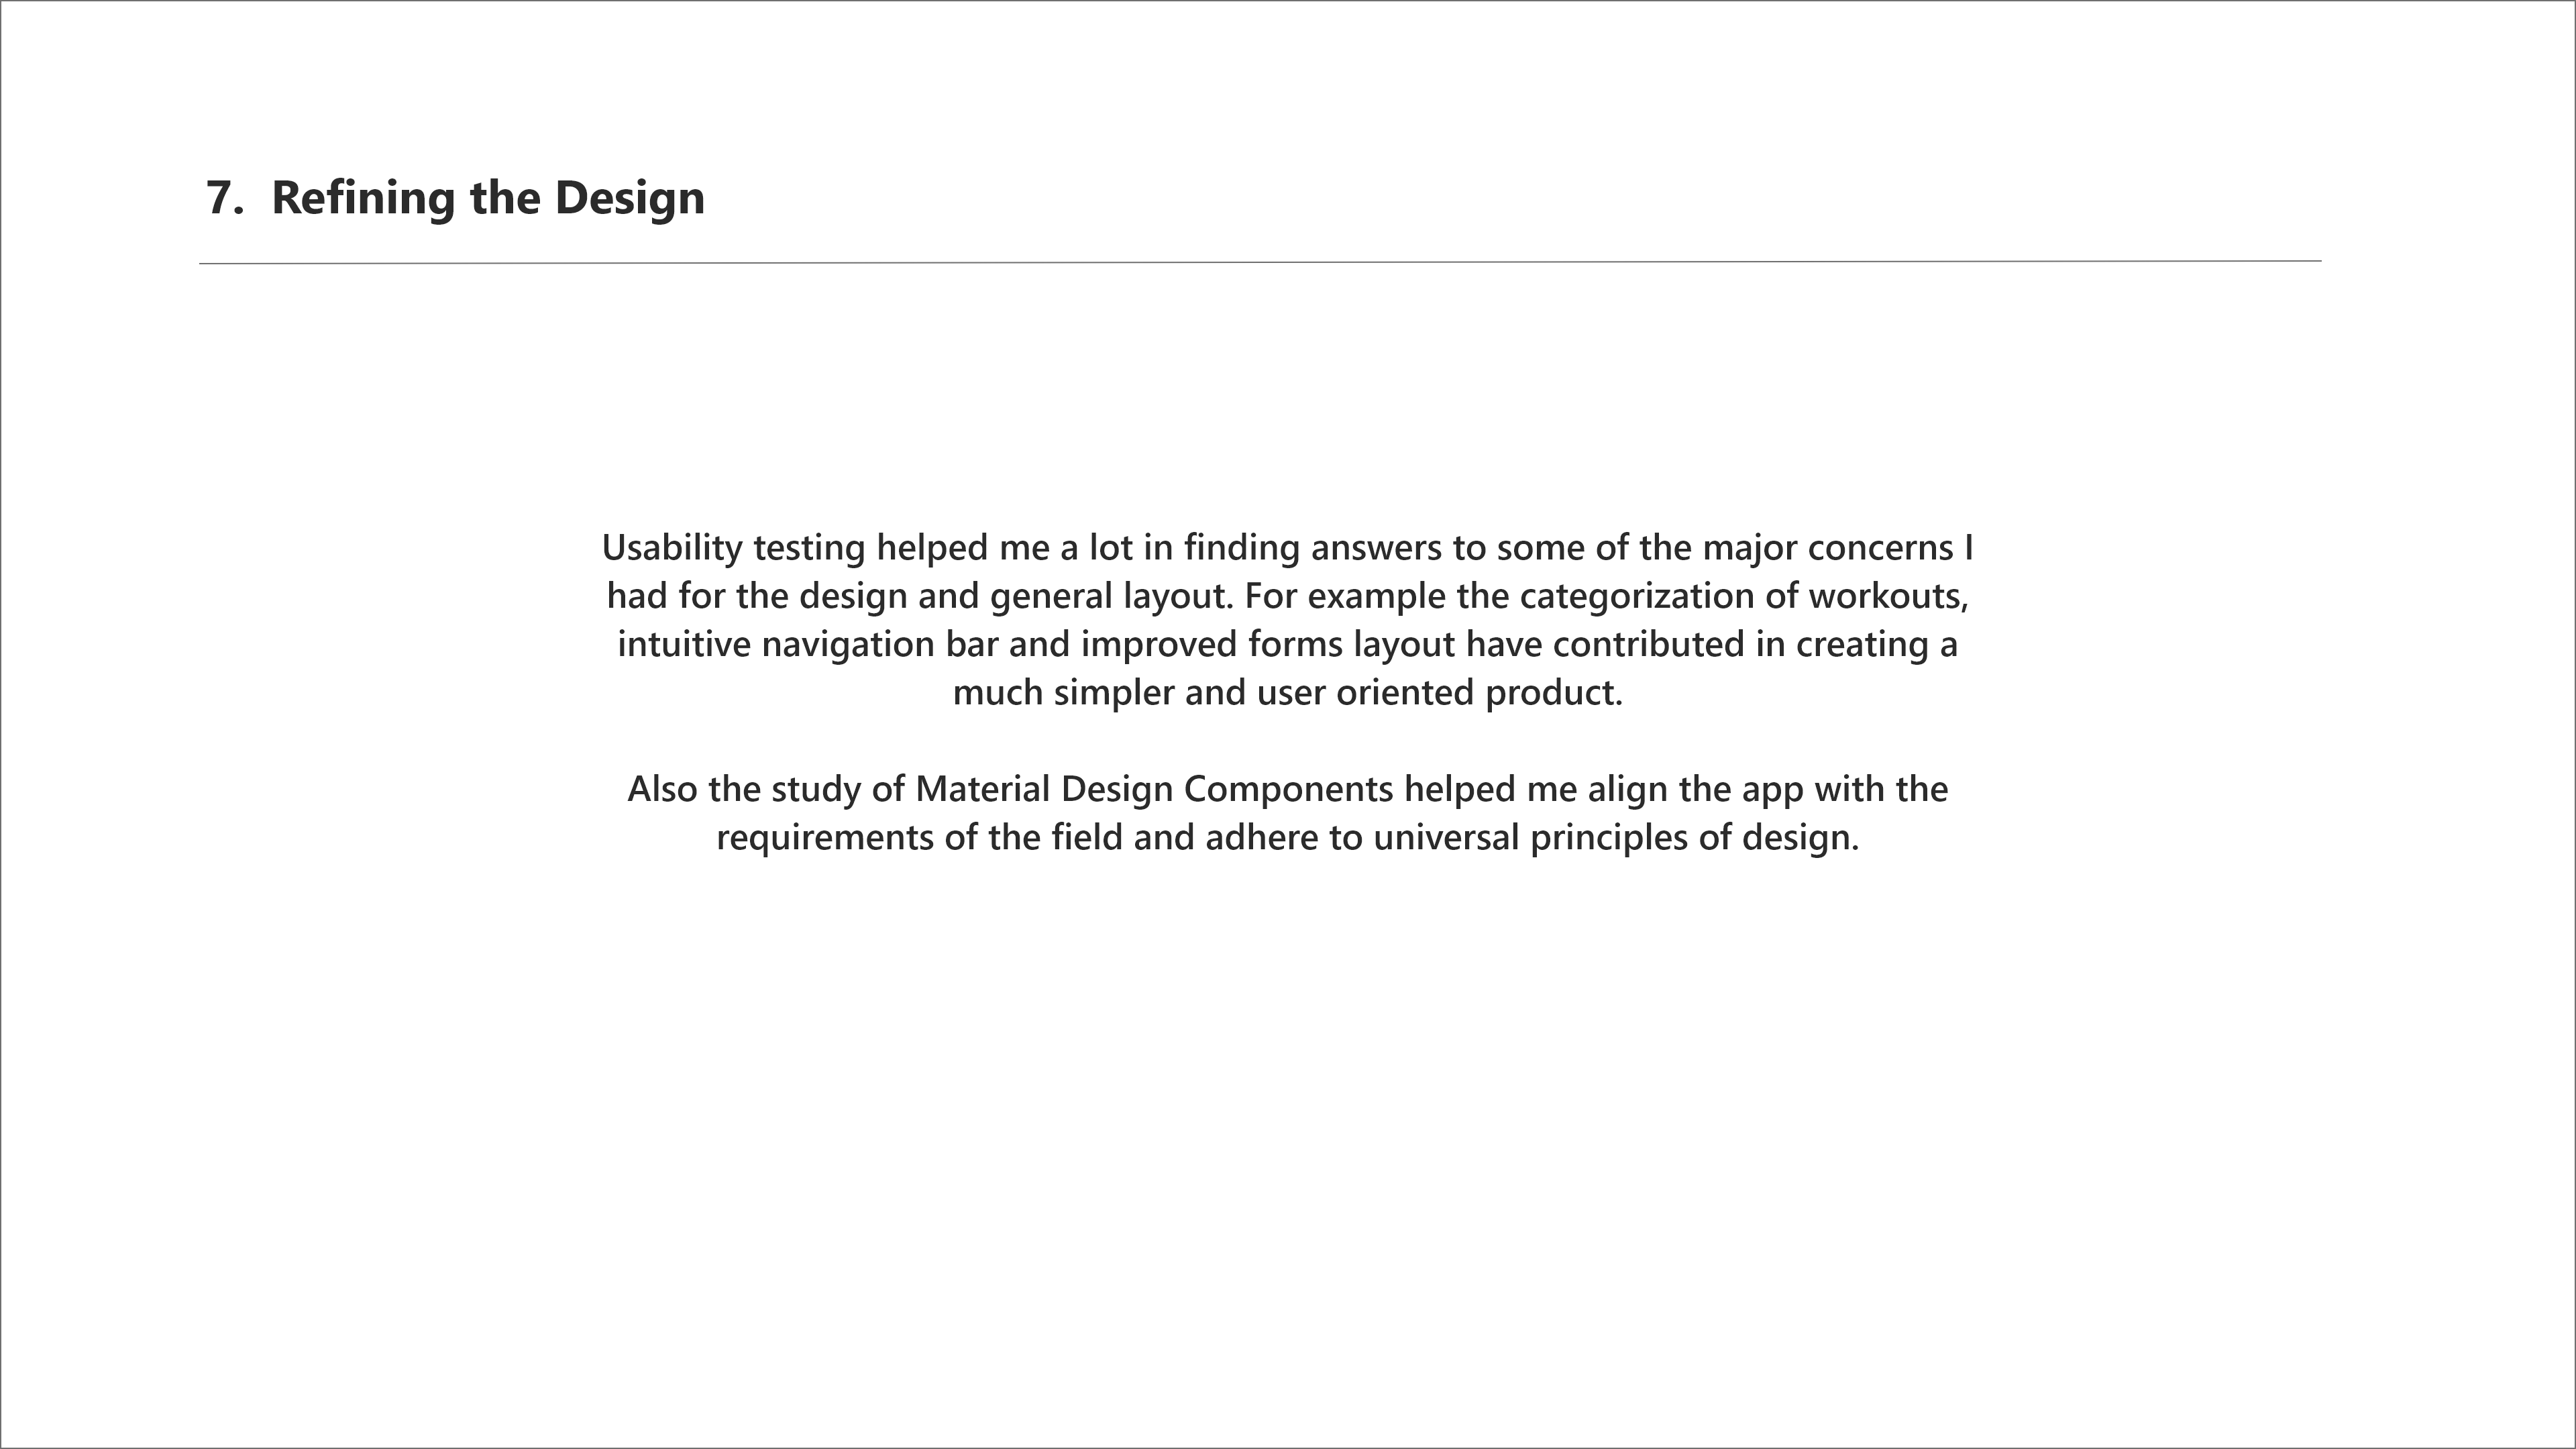 7. Refining the Design
Usability testing helped me a lot in finding answers to some of the major concerns I
had for the design and general layout. For example the categorization of workouts,
intuitive navigation bar and improved forms layout have contributed in creating a
much simpler and user oriented product.
Also the study of Material Design Components helped me align the app with the
requirements of the field and adhere to universal principles of design.